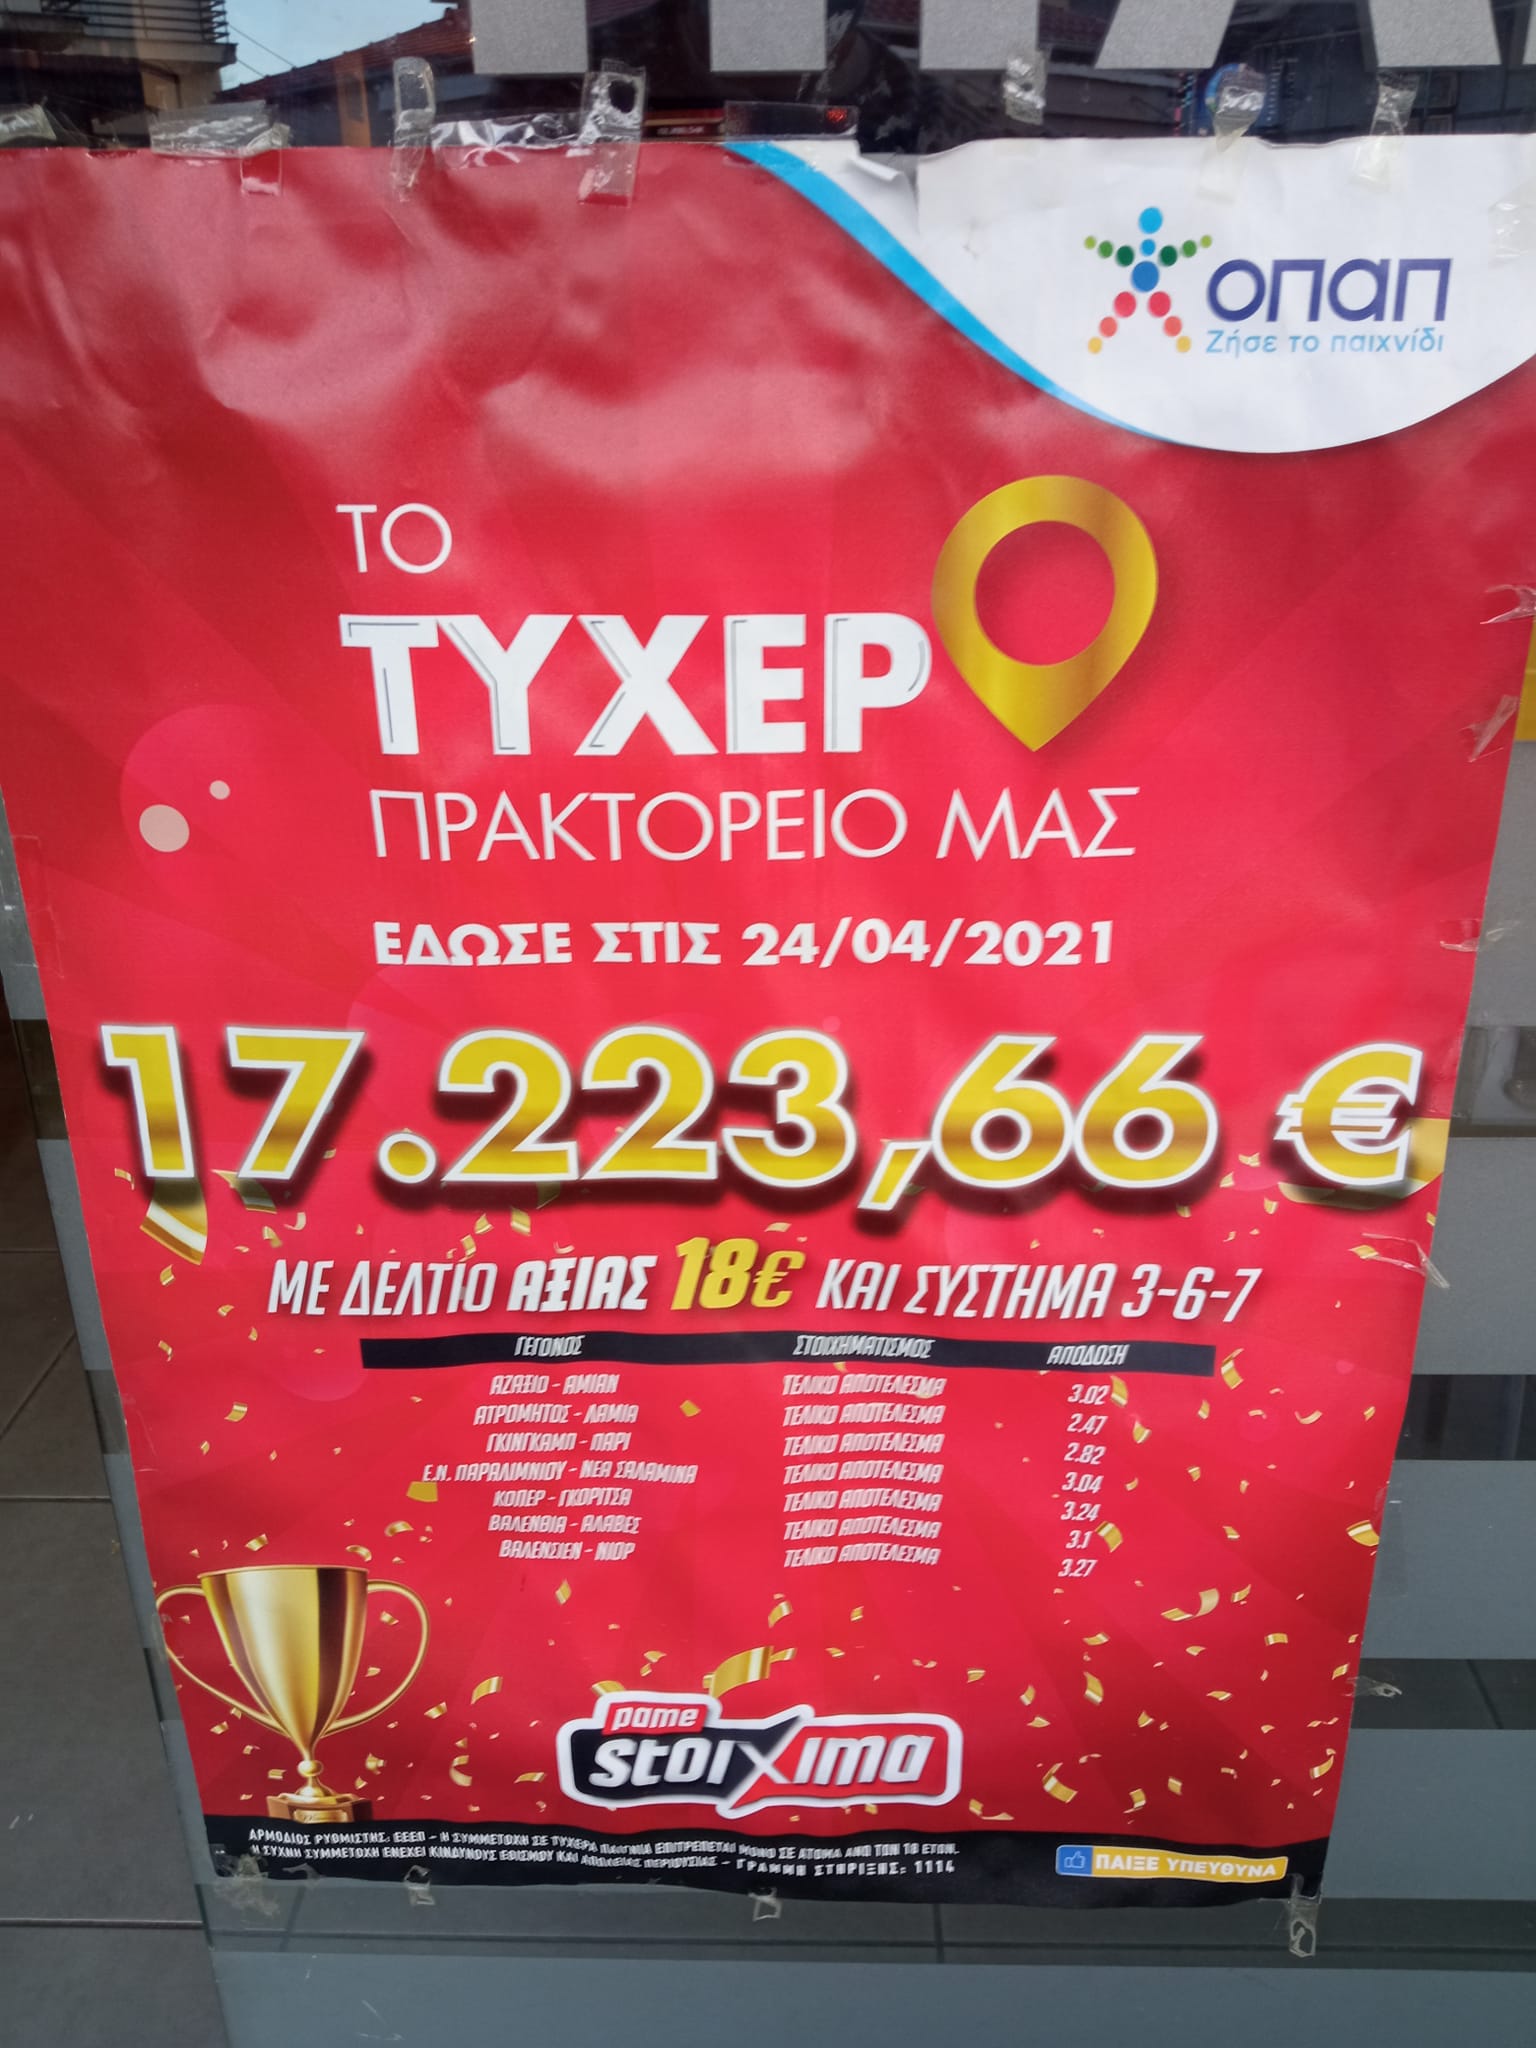 οπαπ
Ζήσε το παιχνίδι
ΤΟ
ΤΥΧΕΡΟ
ΠΡΑΚΤΟΡΕΙΟ ΜΑΣ
ΕΔΩΣΕ ΣΤΙΣ 24/04/2021
17.223,66 €
ΜΕ ΔΕΛΤΙΟ ΑΞΙΑΣ 18€ ΚΑΙ ΣΥΣΤΗΜΑ 3-6-7
ΓΕΓΟΝΟΣ ΣΤΟΙΧΗΜΑΤΙΣΜΟΣ ΑΠΟΔΟΣΗ
ΑΖΑΞΙΟ - ΑΜΙΑΝ ΤΕΛΙΚΟ ΑΠΟΤΕΛΕΣΜΑ 3.02
ΑΤΡΟΜΗΤΟΣ - ΛΑΜΙΑ ΤΕΛΙΚΟ ΑΠΟΤΕΛΕΣΜΑ 2.47
ΓΚΙΝΓΚΑΜΠ - ΠΑΡΙ ΤΕΛΙΚΟ ΑΠΟΤΕΛΕΣΜΑ 2.82
Ε.Ν. ΠΑΡΑΛΙΜΝΙΟΥ - ΝΕΑ ΣΑΛΑΜΙΝΑ ΤΕΛΙΚΟ ΑΠΟΤΕΛΕΣΜΑ 3.04
ΚΟΠΕΡ - ΓΚΟΡΙΤΣΑ ΤΕΛΙΚΟ ΑΠΟΤΕΛΕΣΜΑ 3.24
ΒΑΛΕΝΘΙΑ - ΑΛΑΒΕΣ ΤΕΛΙΚΟ ΑΠΟΤΕΛΕΣΜΑ 3.1
ΒΑΛΕΝΣΙΕΝ - ΝΙΟΡ ΤΕΛΙΚΟ ΑΠΟΤΕΛΕΣΜΑ 3.27
pame
stoixima
ΑΡΜΟΔΙΟΣ ΡΥΘΜΙΣΤΗΣ: ΕΕΕΠ - Η ΣΥΜΜΕΤΟΧΗ ΣΕ ΤΥΧΕΡΑ ΠΑΙΓΝΙΑ ΕΠΙΤΡΕΠΕΤΑΙ ΜΟΝΟ ΣΕ ΑΤΟΜΑ ΑΝΩ ΤΩΝ 18 ΕΤΩΝ.
Η ΣΥΧΝΗ ΣΥΜΜΕΤΟΧΗ ΕΝΕΧΕΙ ΚΙΝΔΥΝΟΥΣ ΕΘΙΣΜΟΥ ΚΑΙ ΑΠΩΛΕΙΑΣ ΠΕΡΙΟΥΣΙΑΣ - ΓΡΑΜΜΗ ΣΤΗΡΙΞΗΣ: 1114
ΠΑΙΞΕ ΥΠΕΥΘΥΝΑ